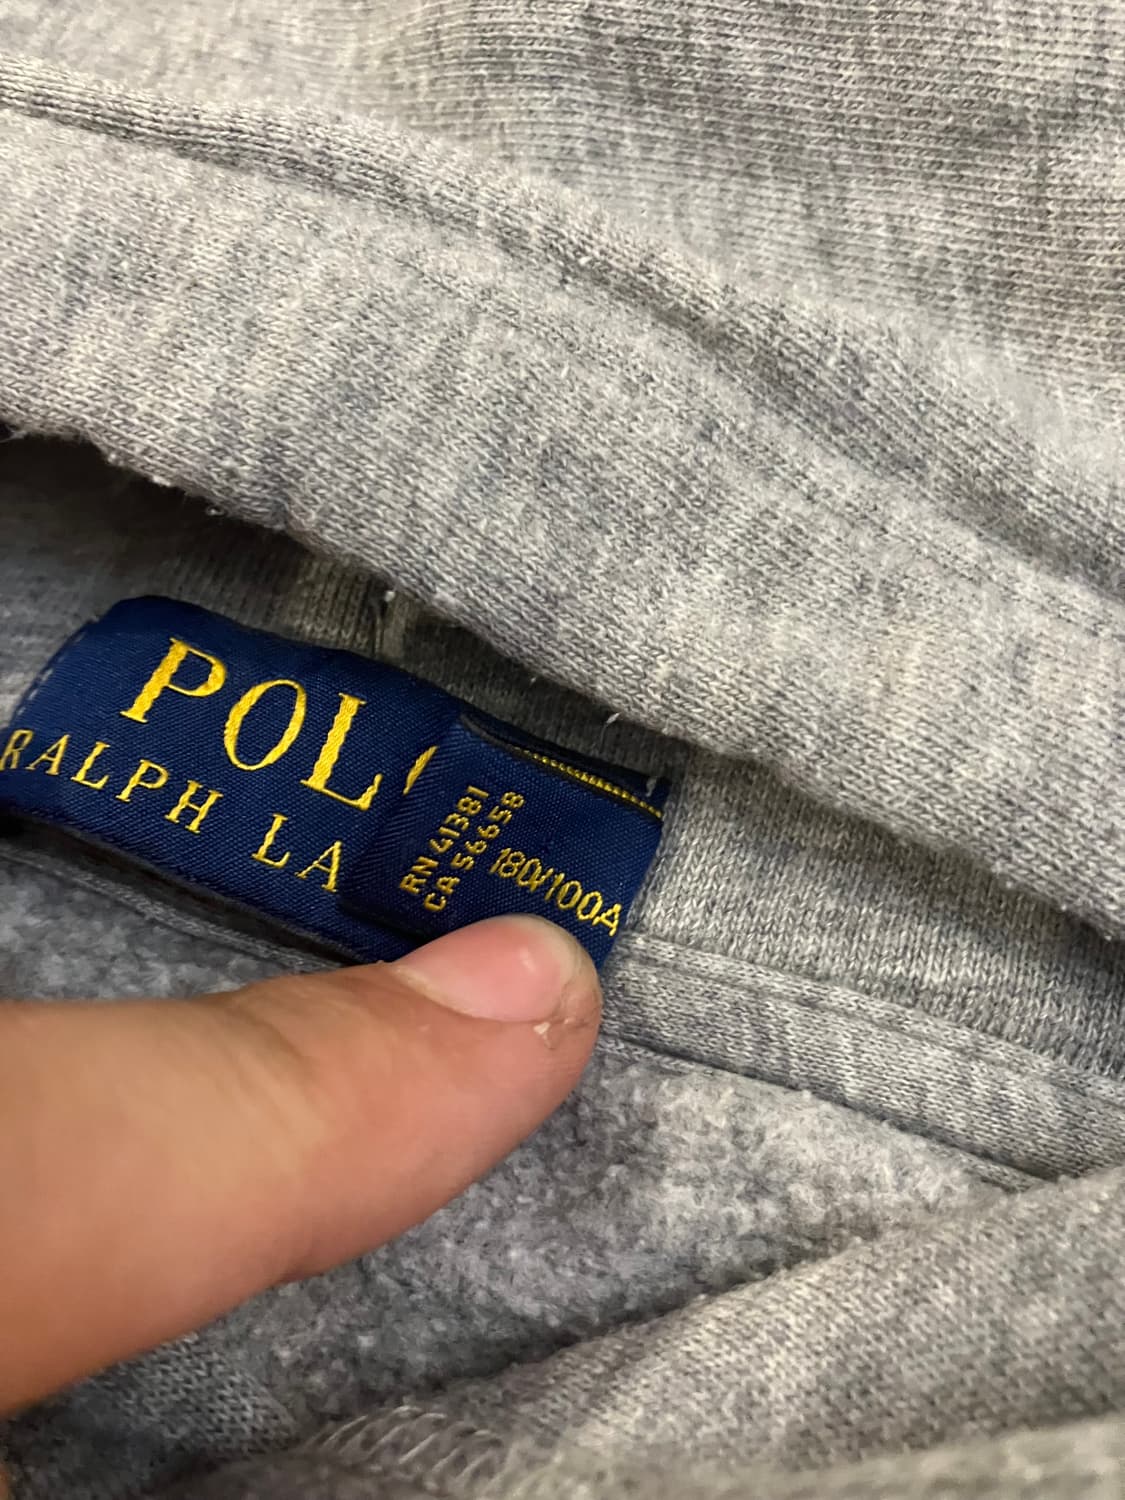 POL
RALPH LA
RN 41381
CA 56658
180/100A